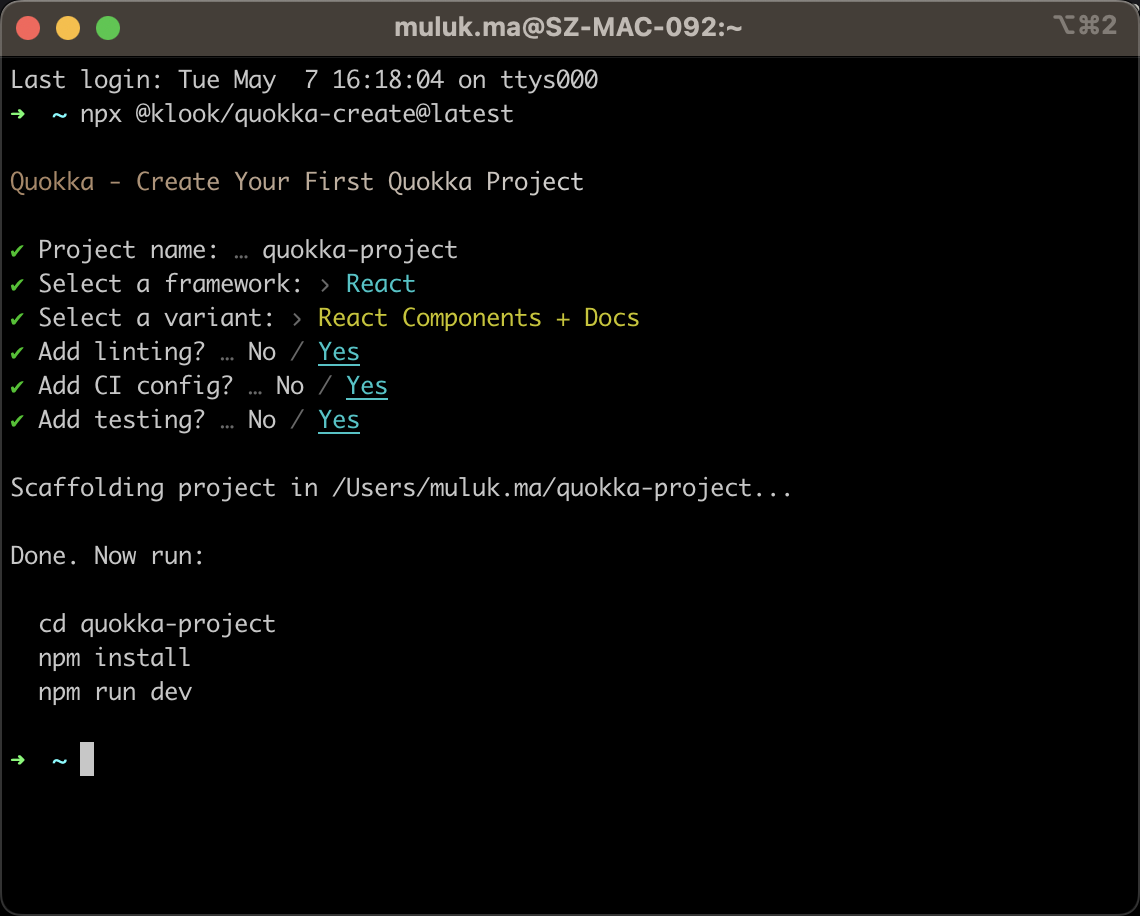 muluk.ma@SZ-MAC-092:~ ⌥⌘2
Last login: Tue May  7 16:18:04 on ttys000
➜  ~ npx @klook/quokka-create@latest
Quokka - Create Your First Quokka Project
✔ Project name: … quokka-project
✔ Select a framework: › React
✔ Select a variant: › React Components + Docs
✔ Add linting? … No / Yes
✔ Add CI config? … No / Yes
✔ Add testing? … No / Yes
Scaffolding project in /Users/muluk.ma/quokka-project...
Done. Now run:
cd quokka-project
npm install
npm run dev
➜  ~